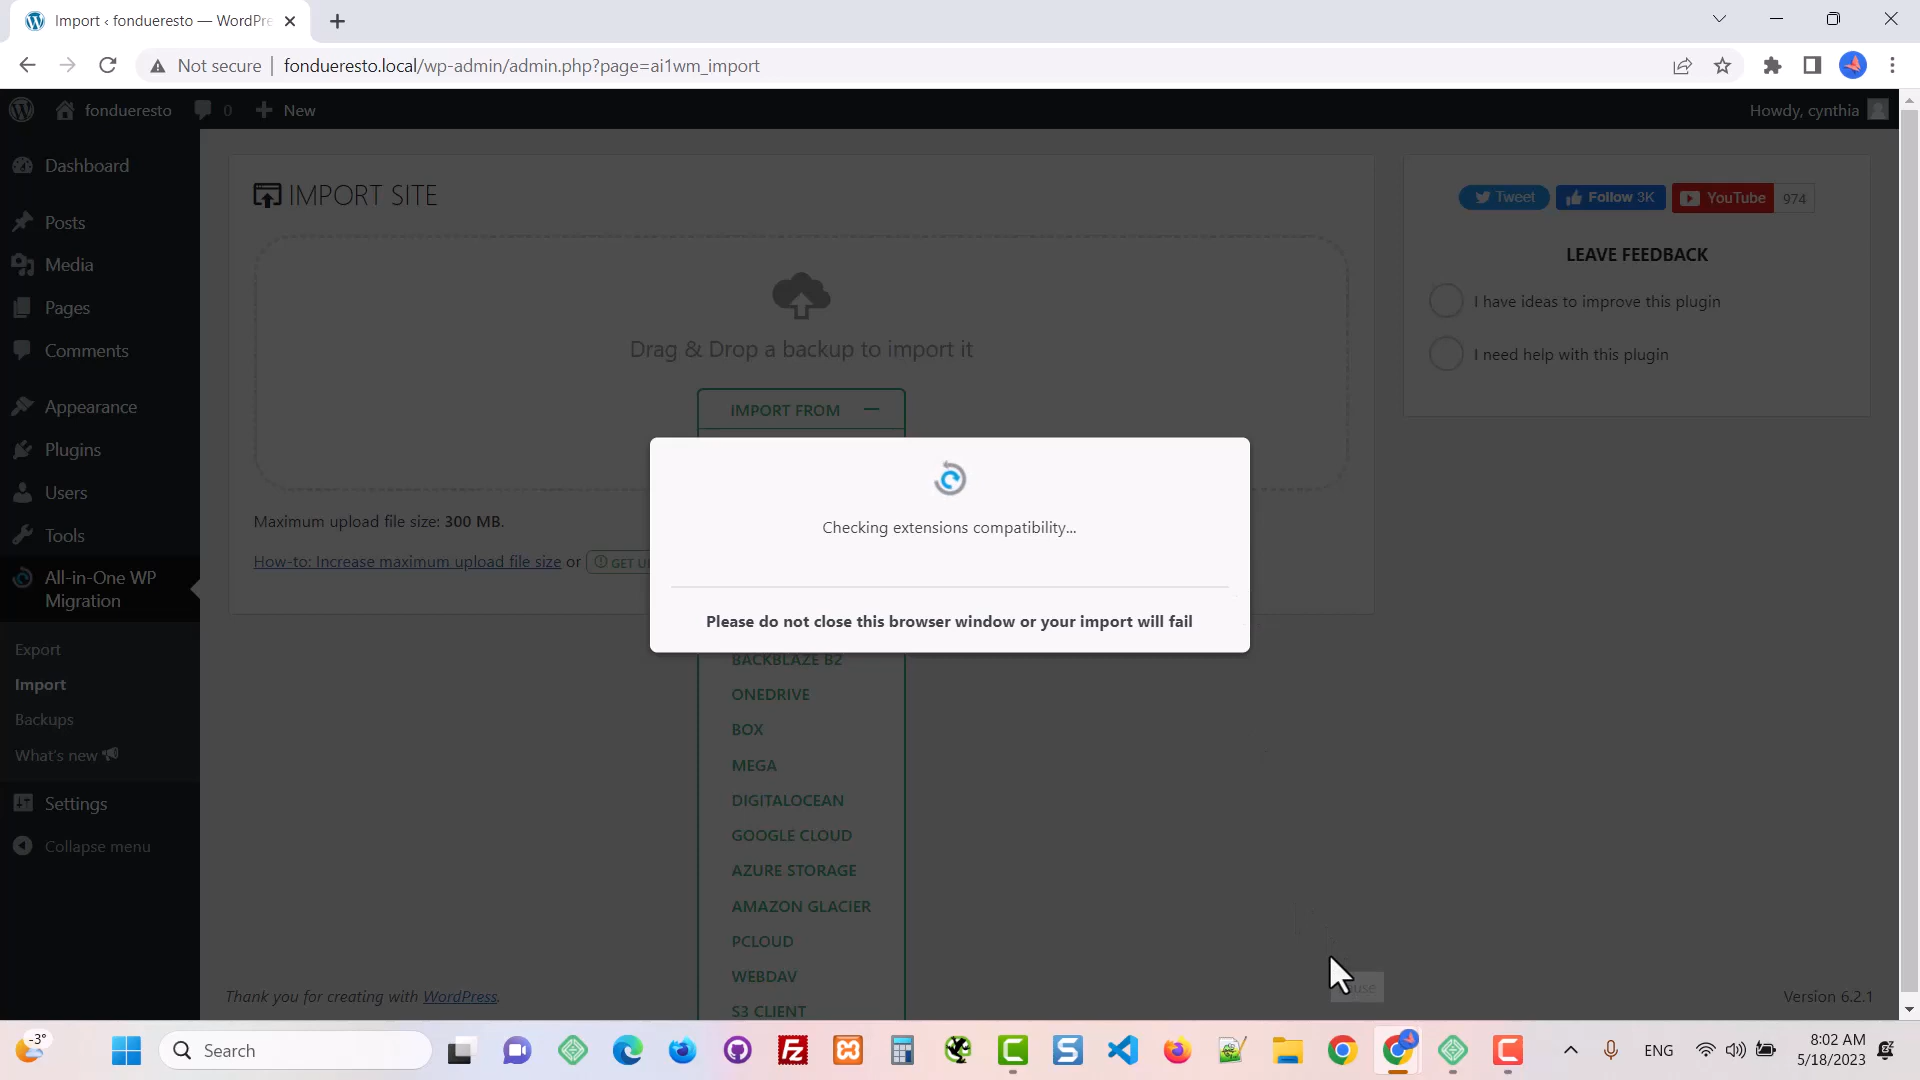 Import ‹ fondueresto — WordPre
Not secure
fondueresto.local/wp-admin/admin.php?page=ai1wm_import
fondueresto
0
New
Howdy, cynthia
Dashboard
Posts
Media
Pages
Comments
Appearance
Plugins
Users
Tools
All-in-One WP
Migration
Export
Import
Backups
What's new
Settings
Collapse menu
IMPORT SITE
Drag & Drop a backup to import it
IMPORT FROM
Maximum upload file size: 300 MB.
How-to: Increase maximum upload file size or GET U
Checking extensions compatibility...
Please do not close this browser window or your import will fail
BACKBLAZE B2
ONEDRIVE
BOX
MEGA
DIGITALOCEAN
GOOGLE CLOUD
AZURE STORAGE
AMAZON GLACIER
PCLOUD
WEBDAV
S3 CLIENT
Tweet
Follow 3K
YouTube
974
LEAVE FEEDBACK
I have ideas to improve this plugin
I need help with this plugin
Thank you for creating with WordPress.
Version 6.2.1
-3°
Search
ENG
8:02 AM
5/18/2023